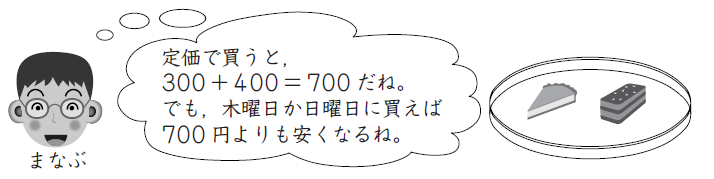 定価で買うと，
300＋400＝700 だね。
でも，木曜日か日曜日に買えば
700 円よりも安くなるね。
まなぶ